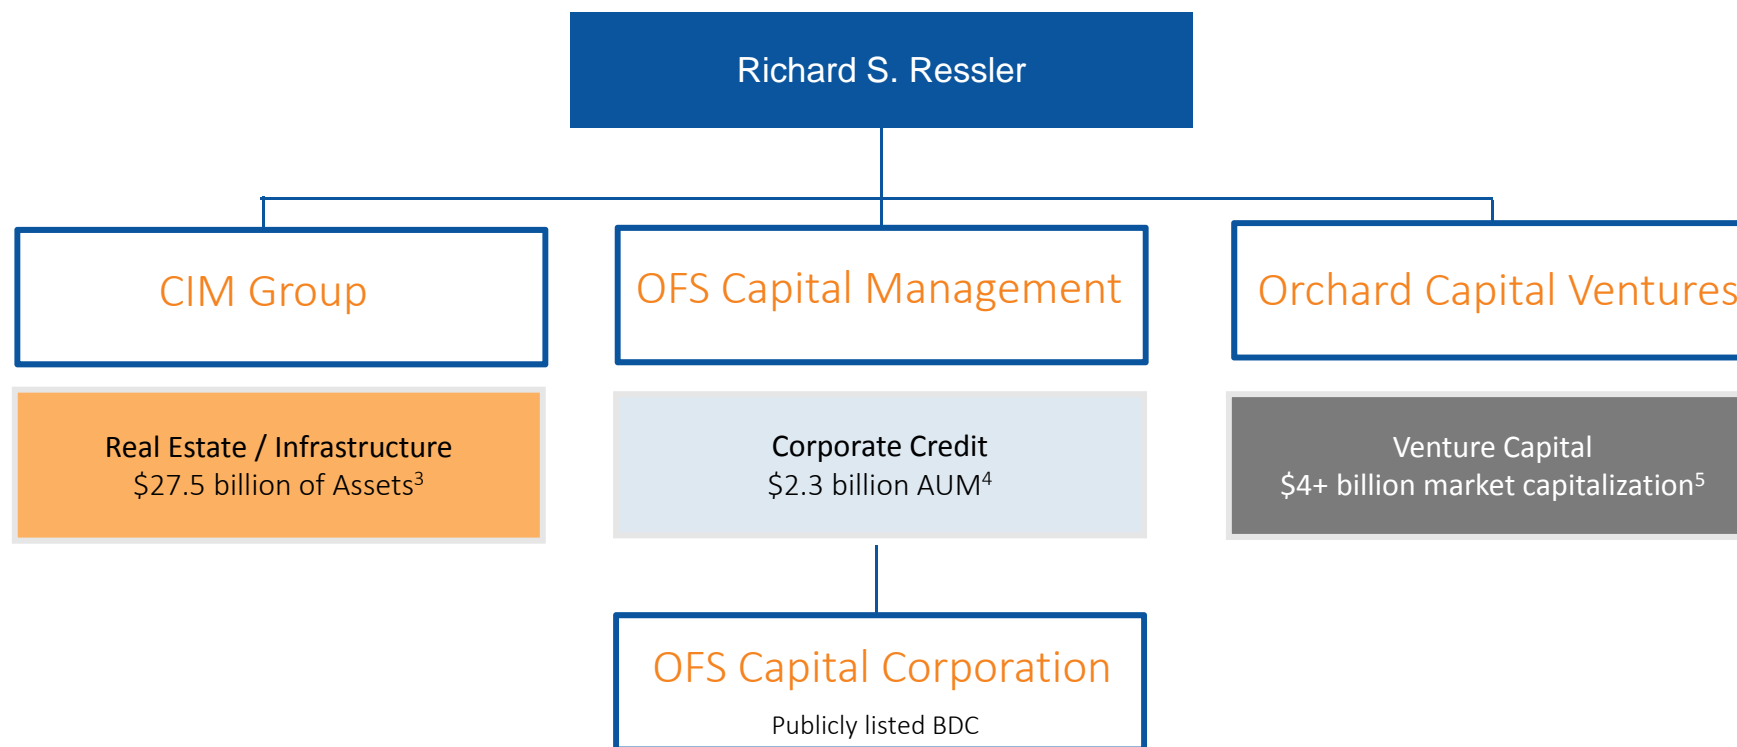 Richard S. Ressler
CIM Group
OFS Capital Management
Orchard Capital Ventures
Real Estate / Infrastructure
$27.5 billion of Assets³
Corporate Credit
$2.3 billion AUM⁴
Venture Capital
$4+ billion market capitalization⁵
OFS Capital Corporation
Publicly listed BDC